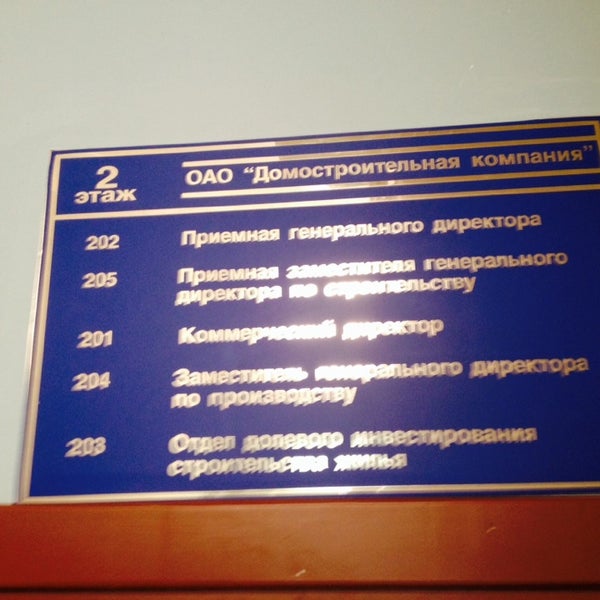 2
этаж
ОАО "Домостроительная компания"
202 Приемная генерального директора
205 Приемная заместителя генерального
директора по строительству
201 Коммерческий директор
204 Заместитель генерального директора
по производству
203 Отдел долевого инвестирования
строительства жилья